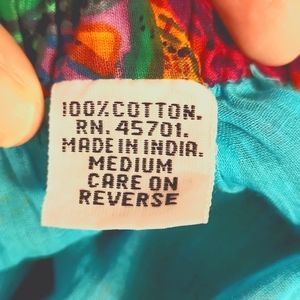 100% COTTON.
RN. 45701.
MADE IN INDIA.
MEDIUM
CARE ON
REVERSE